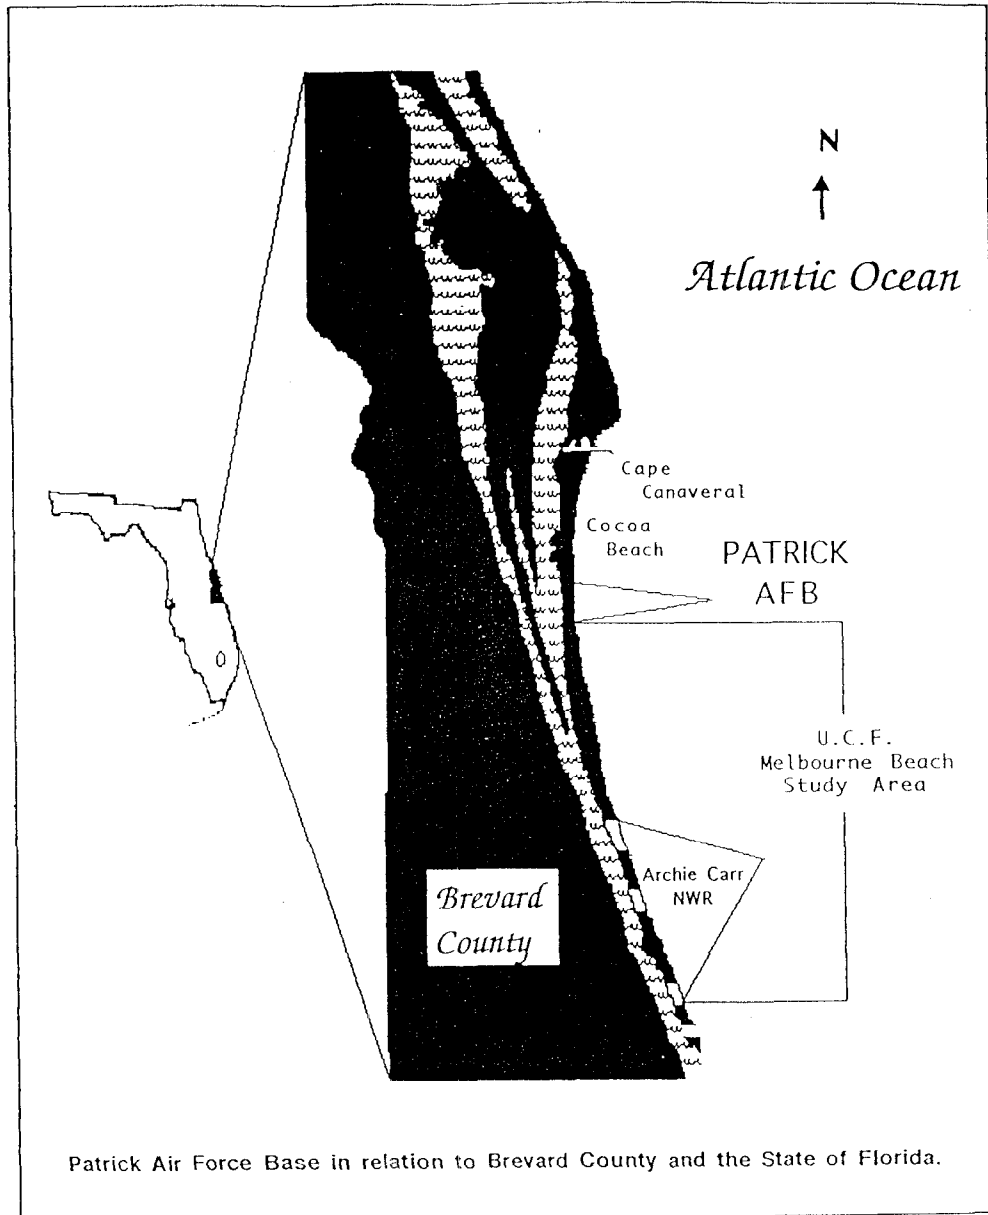 N
Atlantic Ocean
Cape
Canaveral
Cocoa
Beach
PATRICK
AFB
U.C.F.
Melbourne Beach
Study Area
Archie Carr
NWR
Brevard
County
Patrick Air Force Base in relation to Brevard County and the State of Florida.